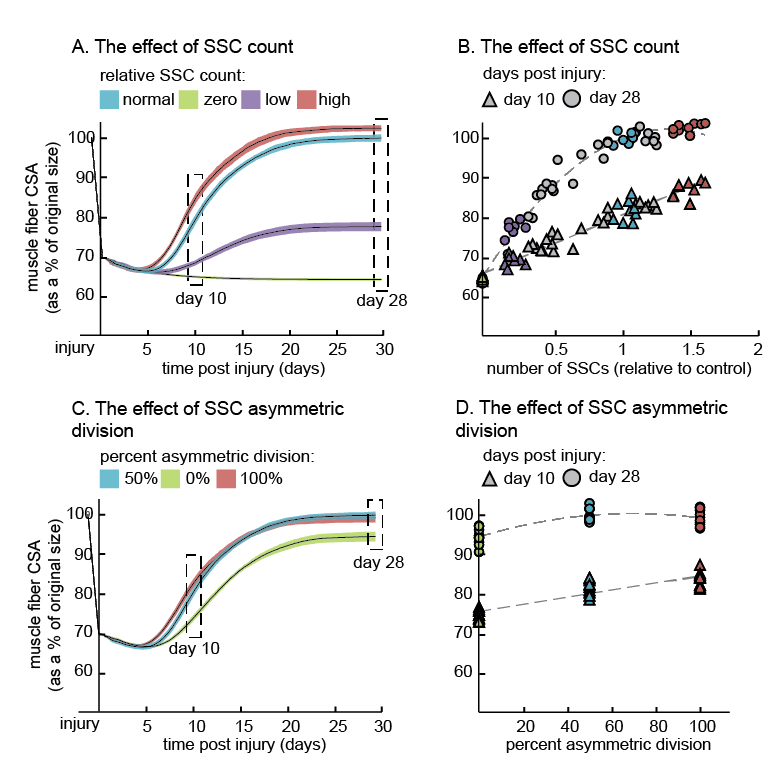 A. The effect of SSC count
relative SSC count:
normal zero low high
100
90
80
70
60
muscle fiber CSA
(as a % of original size)
day 10
day 28
injury 5 10 15 20 25 30
time post injury (days)
B. The effect of SSC count
days post injury:
day 10 day 28
100
90
80
70
60
0.5 1 1.5 2
number of SSCs (relative to control)
C. The effect of SSC asymmetric
division
percent asymmetric division:
50% 0% 100%
100
90
80
70
60
muscle fiber CSA
(as a % of original size)
day 28
day 10
injury 5 10 15 20 25 30
time post injury (days)
D. The effect of SSC asymmetric
division
days post injury:
day 10 day 28
100
90
80
70
60
20 40 60 80 100
percent asymmetric division